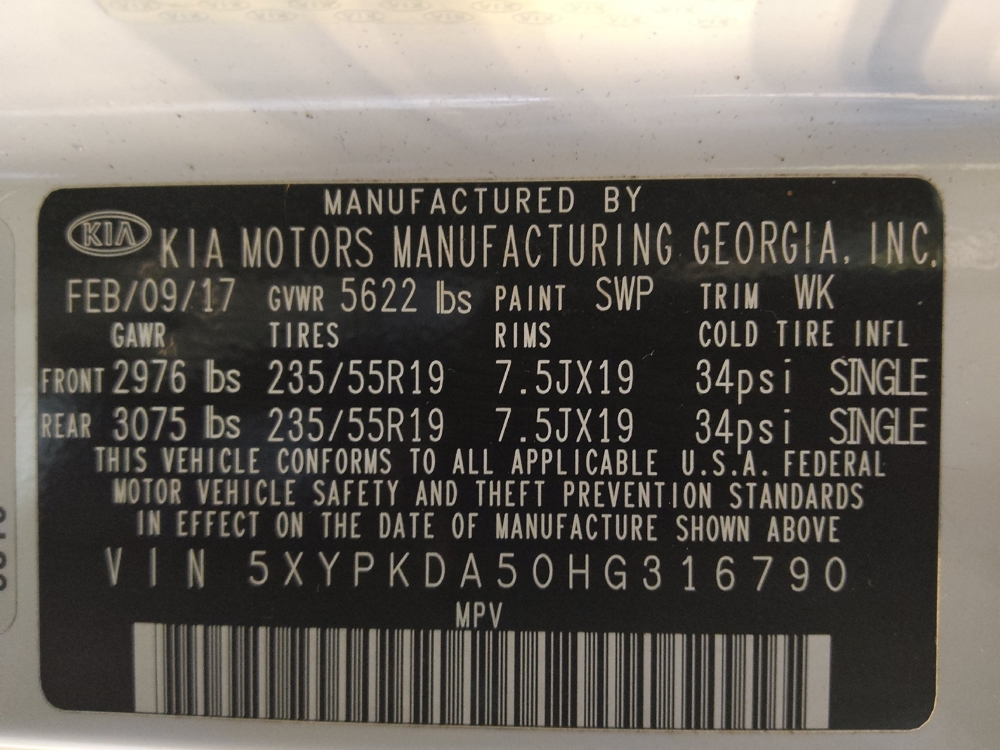 MANUFACTURED BY
KIA KIA MOTORS MANUFACTURING GEORGIA, INC.
FEB/09/17 GVWR 5622 lbs PAINT SWP TRIM WK
GAWR TIRES RIMS COLD TIRE INFL
FRONT 2976 lbs 235/55R19 7.5JX19 34psi SINGLE
REAR 3075 lbs 235/55R19 7.5JX19 34psi SINGLE
THIS VEHICLE CONFORMS TO ALL APPLICABLE U.S.A. FEDERAL
MOTOR VEHICLE SAFETY AND THEFT PREVENTION STANDARDS
IN EFFECT ON THE DATE OF MANUFACTURE SHOWN ABOVE
VIN 5XYPKDA50HG316790
MPV